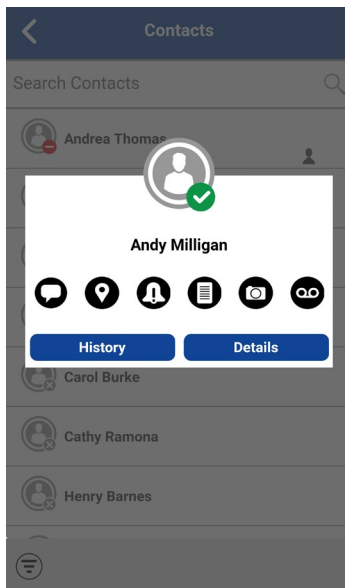 Contacts
Search Contacts
Andrea Thomas
Andy Milligan
History
Details
Carol Burke
Cathy Ramona
Henry Barnes